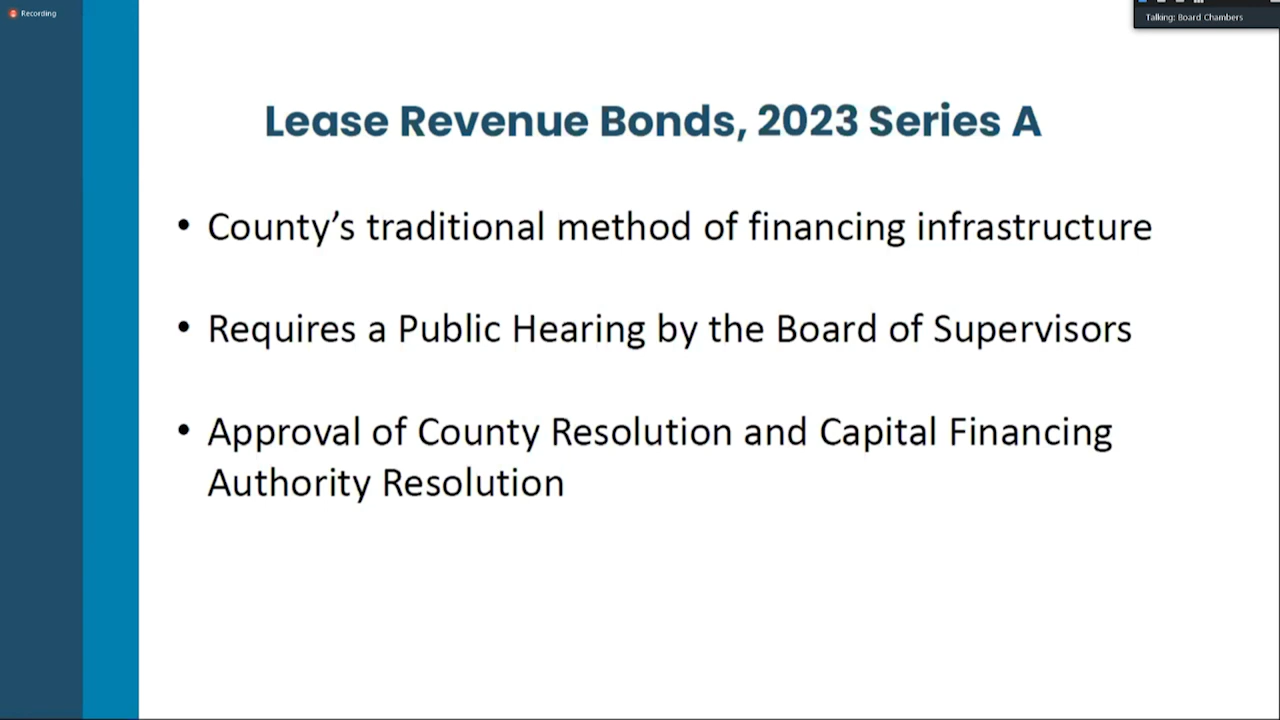 Recording
Talking: Board Chambers
Lease Revenue Bonds, 2023 Series A
• County’s traditional method of financing infrastructure
• Requires a Public Hearing by the Board of Supervisors
• Approval of County Resolution and Capital Financing
Authority Resolution